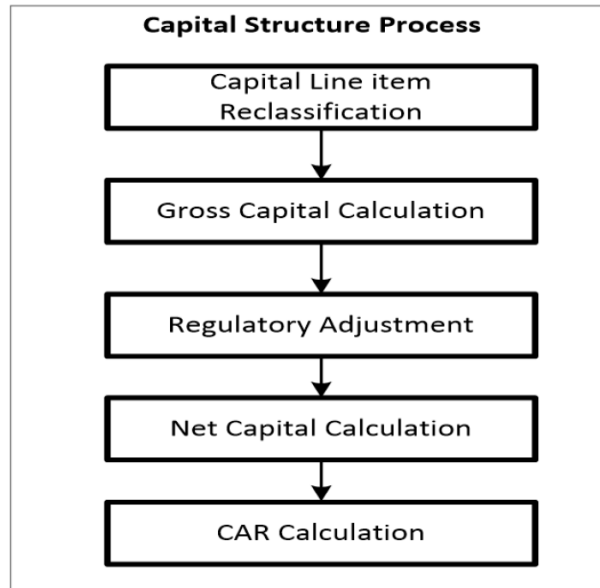 Capital Structure Process
Capital Line item
Reclassification
Gross Capital Calculation
Regulatory Adjustment
Net Capital Calculation
CAR Calculation